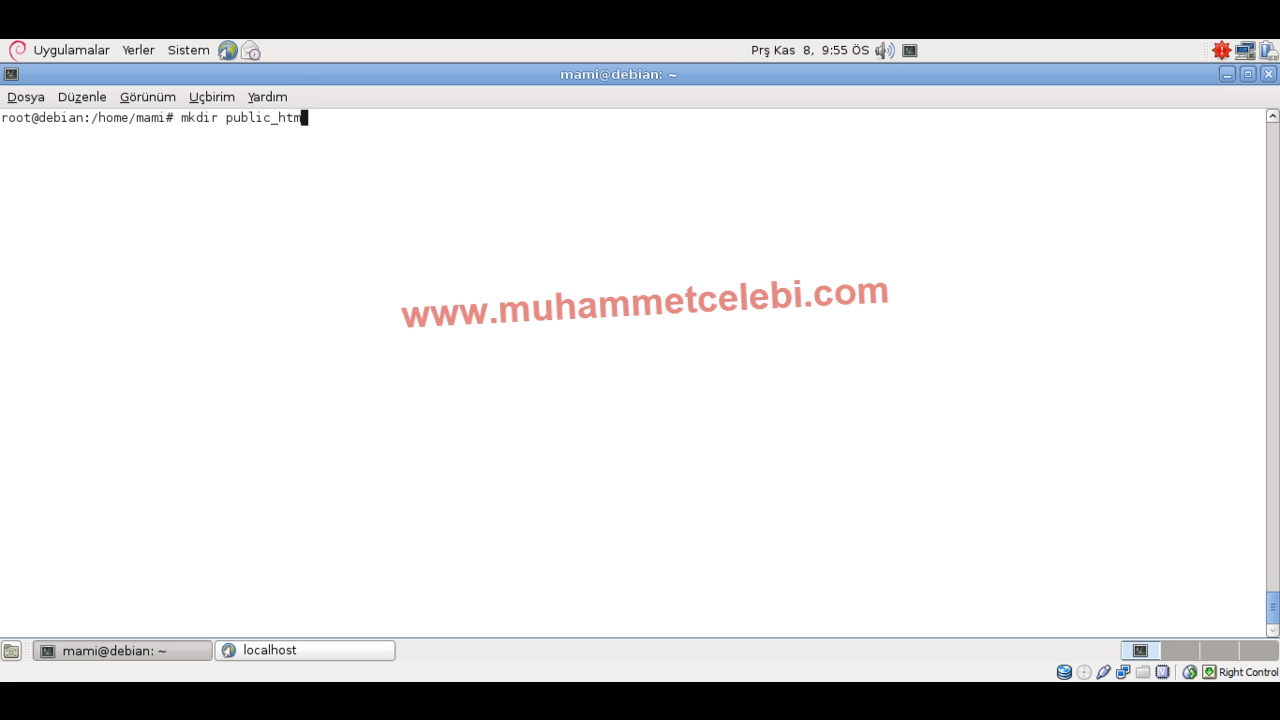 Uygulamalar Yerler Sistem Prş Kas 8, 9:55 ÖS
mami@debian: ~
Dosya Düzenle Görünüm Uçbirim Yardım
root@debian:/home/mami# mkdir public_htm
www.muhammetcelebi.com
mami@debian: ~ localhost
Right Control